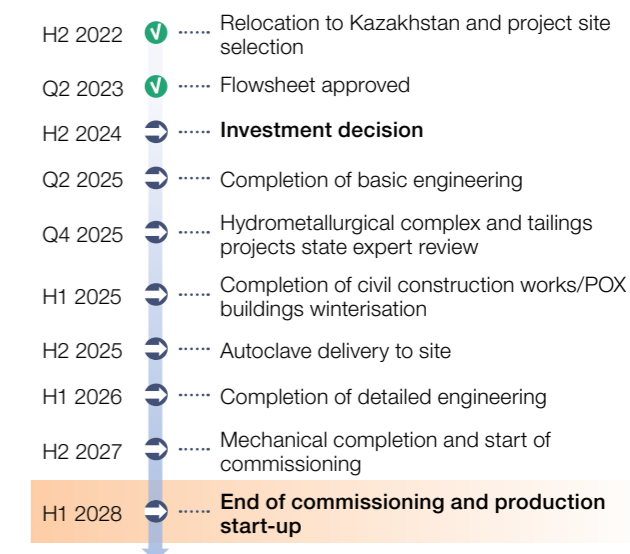 H2 2022
Relocation to Kazakhstan and project site
selection
Q2 2023
Flowsheet approved
H2 2024
Investment decision
Q2 2025
Completion of basic engineering
Q4 2025
Hydrometallurgical complex and tailings
projects state expert review
H1 2025
Completion of civil construction works/POX
buildings winterisation
H2 2025
Autoclave delivery to site
H1 2026
Completion of detailed engineering
H2 2027
Mechanical completion and start of
commissioning
H1 2028
End of commissioning and production
start-up